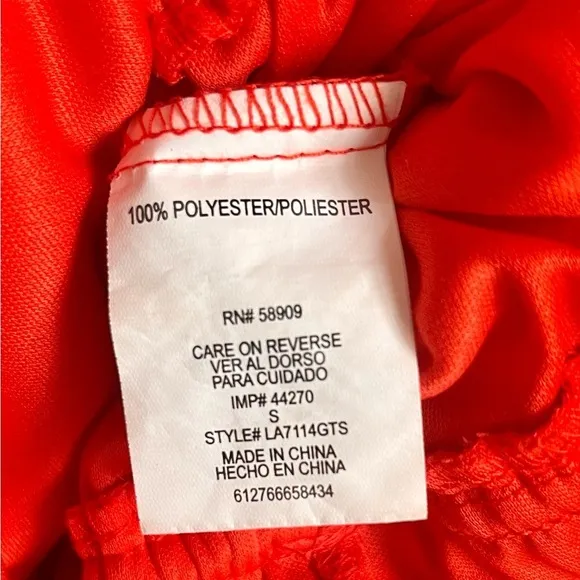 100% POLYESTER/POLIESTER
RN# 58909
CARE ON REVERSE
VER AL DORSO
PARA CUIDADO
IMP# 44270
S
STYLE# LA7114GTS
MADE IN CHINA
HECHO EN CHINA
612766658434